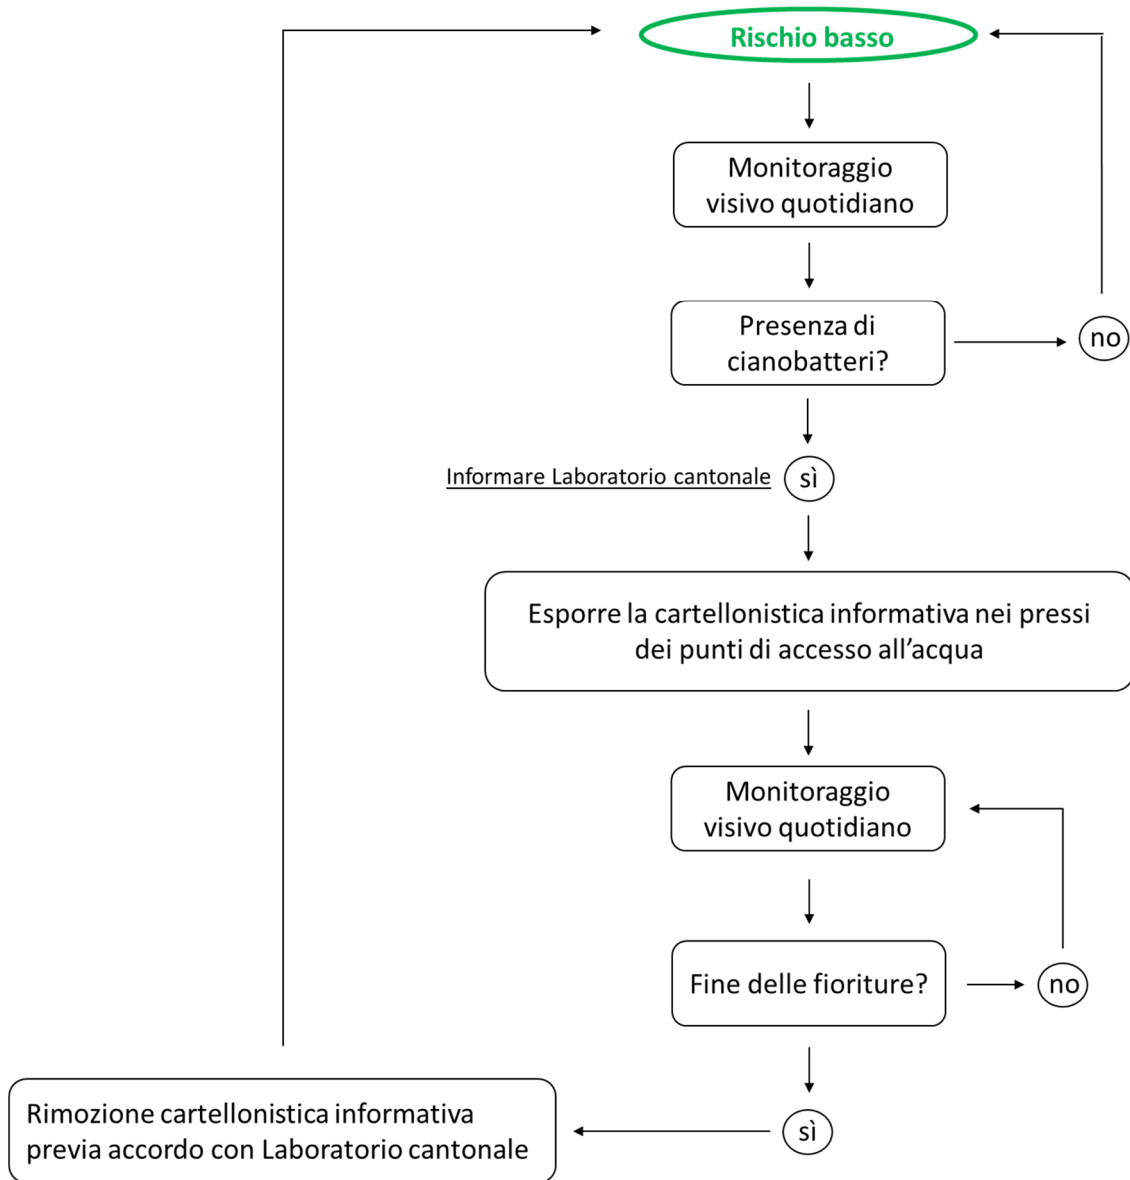 Rischio basso
Monitoraggio
visivo quotidiano
Presenza di
cianobatteri?
no
Informare Laboratorio cantonale
sì
Esporre la cartellonistica informativa nei pressi
dei punti di accesso all’acqua
Monitoraggio
visivo quotidiano
Fine delle fioriture?
no
sì
Rimozione cartellonistica informativa
previa accordo con Laboratorio cantonale